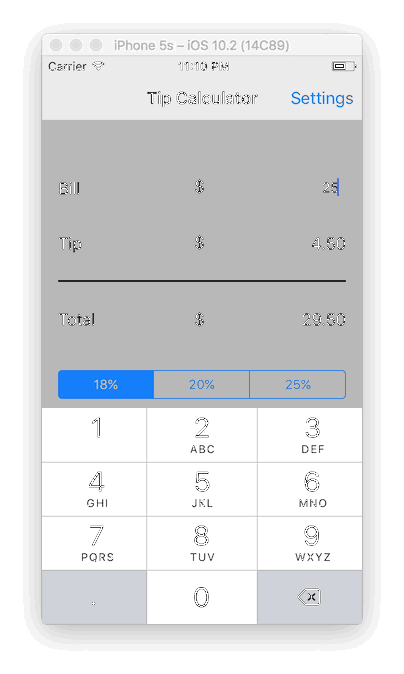 iPhone 5s – iOS 10.2 (14C89)
Carrier 11:10 PM
Tip Calculator Settings
Bill $ 25
Tip $ 4.50
Total $ 29.50
18% 20% 25%
1 2 3
ABC DEF
4 5 6
GHI JKL MNO
7 8 9
PQRS TUV WXYZ
. 0